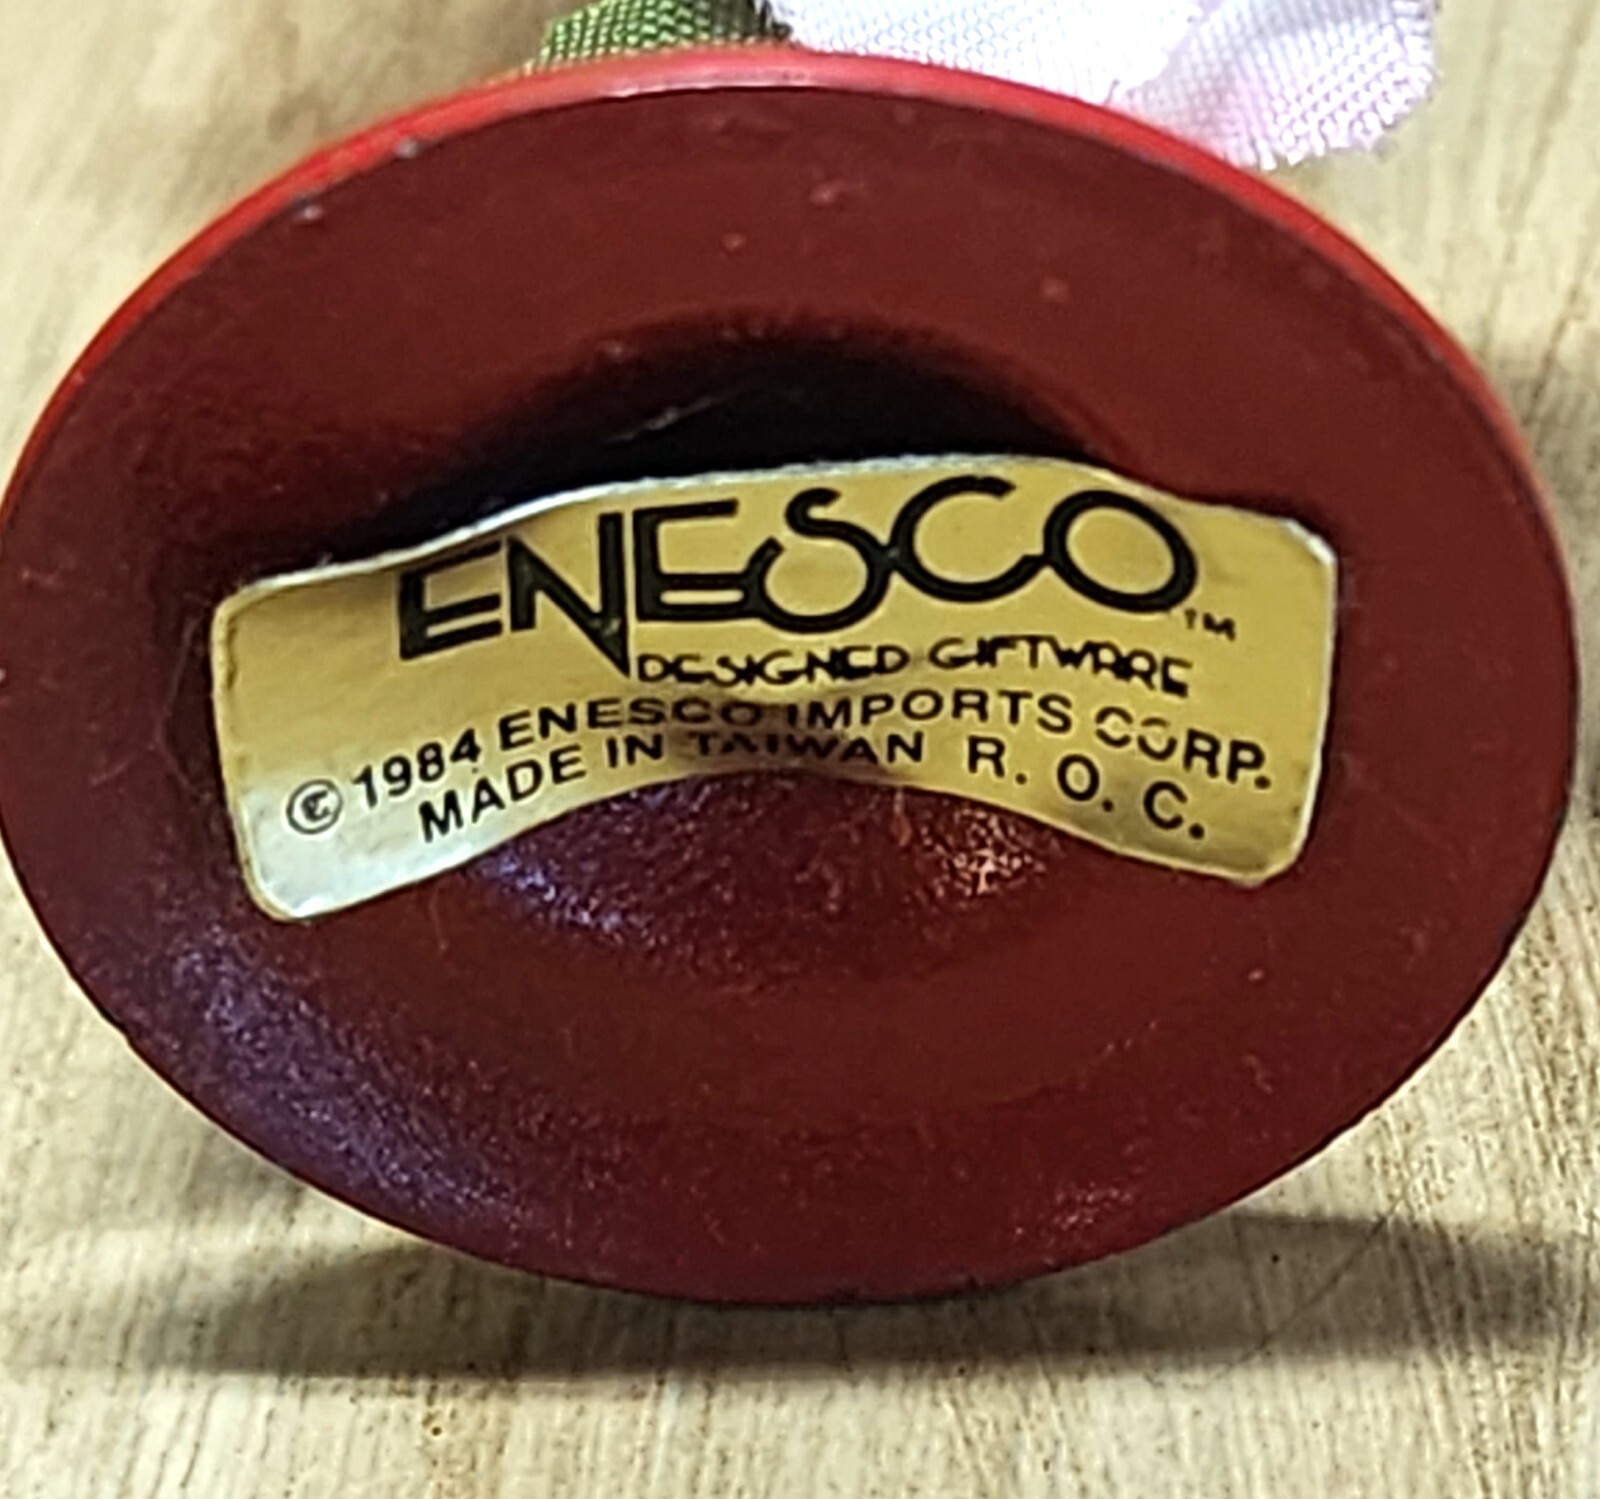 ENESCO™
DESIGNED GIFTWARE
© 1984 ENESCO IMPORTS CORP.
MADE IN TAIWAN R. O. C.